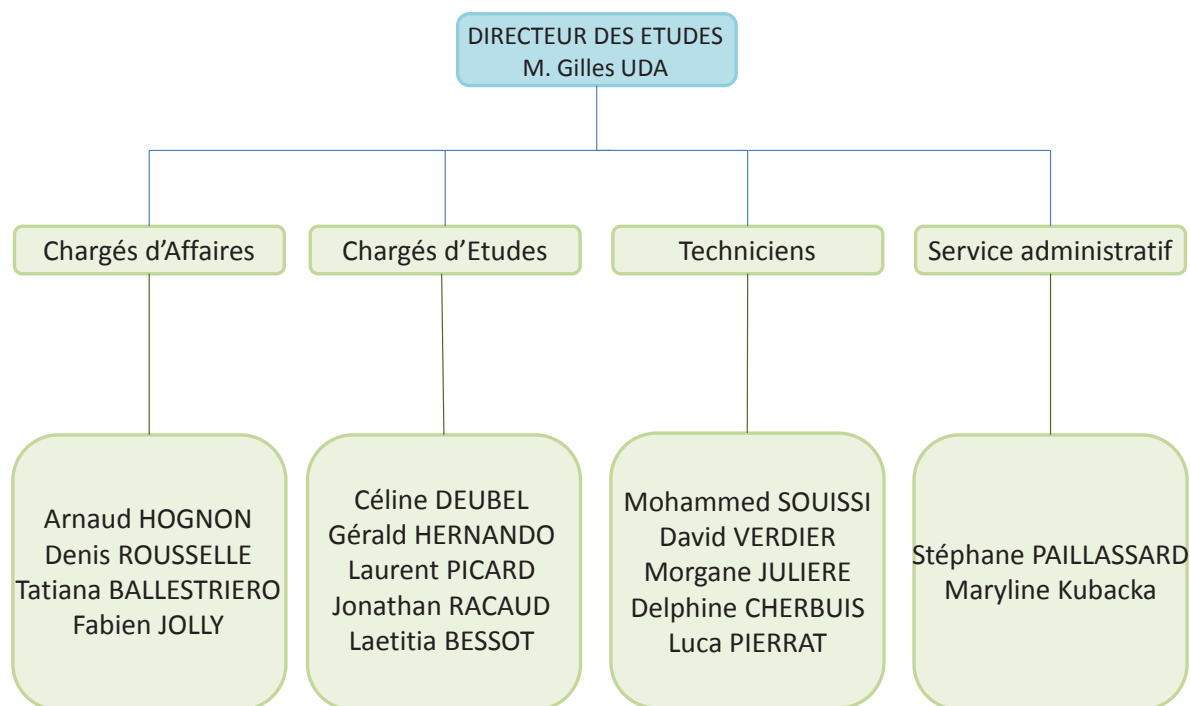 DIRECTEUR DES ETUDES
M. Gilles UDA
Chargés d’Affaires
Chargés d’Etudes
Techniciens
Service administratif
Arnaud HOGNON
Denis ROUSSELLE
Tatiana BALLESTRIERO
Fabien JOLLY
Céline DEUBEL
Gérald HERNANDO
Laurent PICARD
Jonathan RACAUD
Laetitia BESSOT
Mohammed SOUISSI
David VERDIER
Morgane JULIERE
Delphine CHERBUIS
Luca PIERRAT
Stéphane PAILLASSARD
Maryline Kubacka